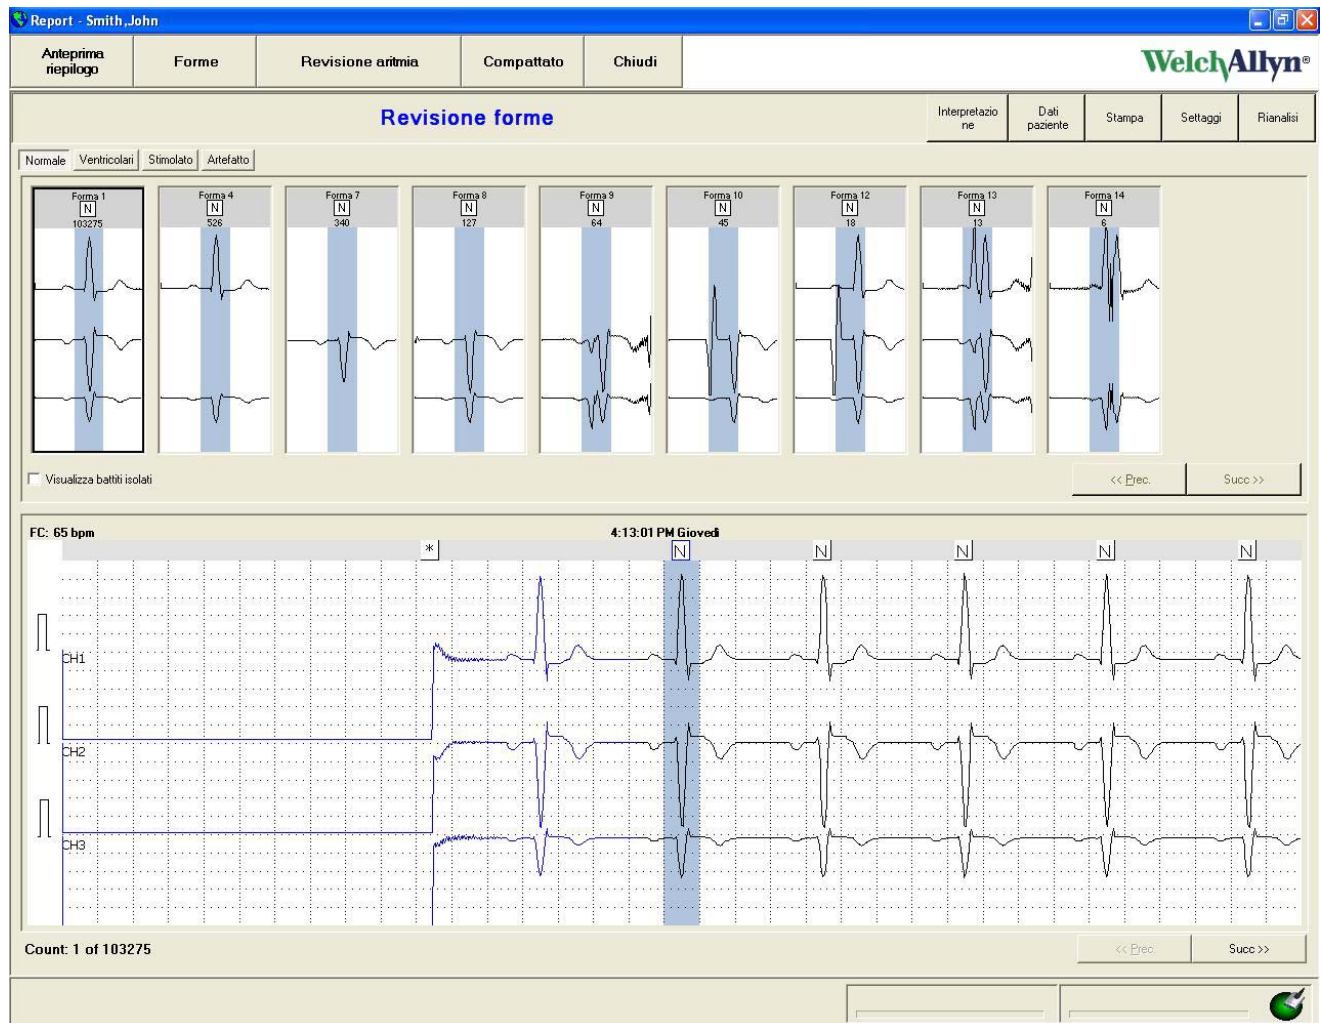 Report - Smith,John
Anteprima
riepilogo
Forme
Revisione aritmia
Compattato
Chiudi
WelchAllyn®
Revisione forme
Interpretazio
ne
Dati
paziente
Stampa
Settaggi
Rianalisi
Normale
Ventricolari
Stimolato
Artefatto
Forma 1
N
103275
Forma 4
N
526
Forma 7
N
340
Forma 8
N
127
Forma 9
N
64
Forma 10
N
45
Forma 12
N
18
Forma 13
N
13
Forma 14
N
6
Visualizza battiti isolati
<< Prec.
Succ >>
FC: 65 bpm
4:13:01 PM Giovedì
* N N N N N
CH1
CH2
CH3
Count: 1 of 103275
<< Prec.
Succ >>